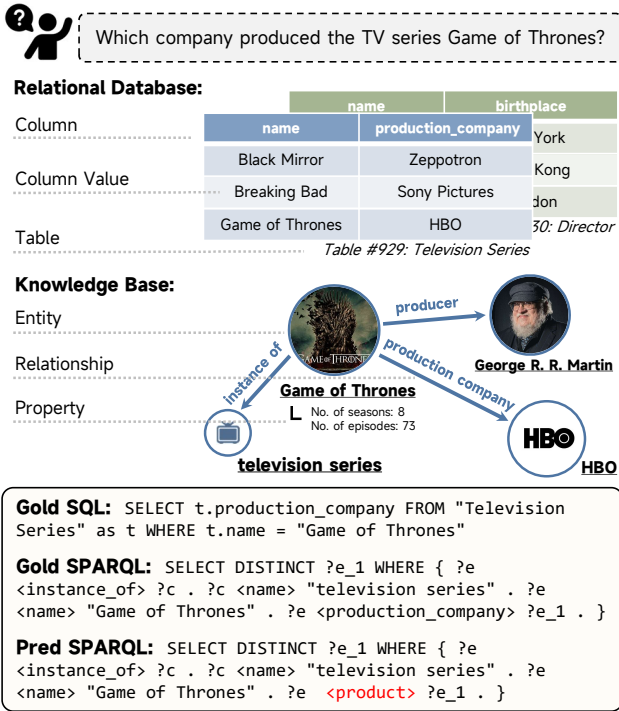 ?
Which company produced the TV series Game of Thrones?
Relational Database:
name birthplace
Column
name production_company
York
Black Mirror Zeppotron
Kong
Column Value
Breaking Bad Sony Pictures
don
Game of Thrones HBO
30: Director
Table
Table #929: Television Series
Knowledge Base:
Entity
producer
GAME OF THRONES
instance of
production company
Relationship
George R. R. Martin
Game of Thrones
Property
No. of seasons: 8
No. of episodes: 73
HBO
television series
HBO
Gold SQL: SELECT t.production_company FROM "Television
Series" as t WHERE t.name = "Game of Thrones"
Gold SPARQL: SELECT DISTINCT ?e_1 WHERE { ?e
<instance_of> ?c . ?c <name> "television series" . ?e
<name> "Game of Thrones" . ?e <production_company> ?e_1 . }
Pred SPARQL: SELECT DISTINCT ?e_1 WHERE { ?e
<instance_of> ?c . ?c <name> "television series" . ?e
<name> "Game of Thrones" . ?e <product> ?e_1 . }